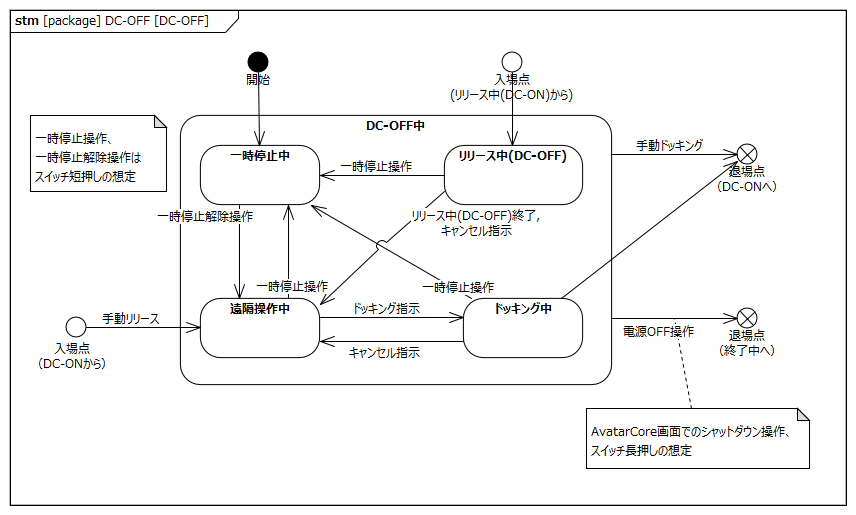 stm [package] DC-OFF [DC-OFF]
開始
入場点
(リリース中(DC-ON)から)
一時停止操作、
一時停止解除操作は
スイッチ短押しの想定
DC-OFF中
一時停止中
リリース中(DC-OFF)
一時停止操作
手動ドッキング
退場点
(DC-ONへ)
一時停止解除操作
リリース中(DC-OFF)終了,
キャンセル指示
一時停止操作
一時停止操作
遠隔操作中
ドッキング指示
ドッキング中
手動リリース
入場点
(DC-ONから)
キャンセル指示
電源OFF操作
退場点
(終了中へ)
AvatarCore画面でのシャットダウン操作、
スイッチ長押しの想定